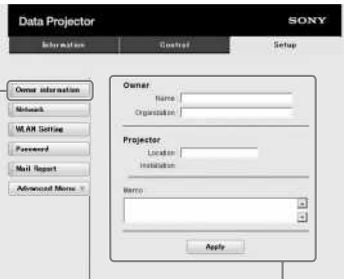 Data Projector
SONY
Information
Control
Setup
Owner information
Network
WLAN Setting
Password
Mail Report
Advanced Menu
Owner
Name
Organization
Projector
Location
Installation
Memo
Apply